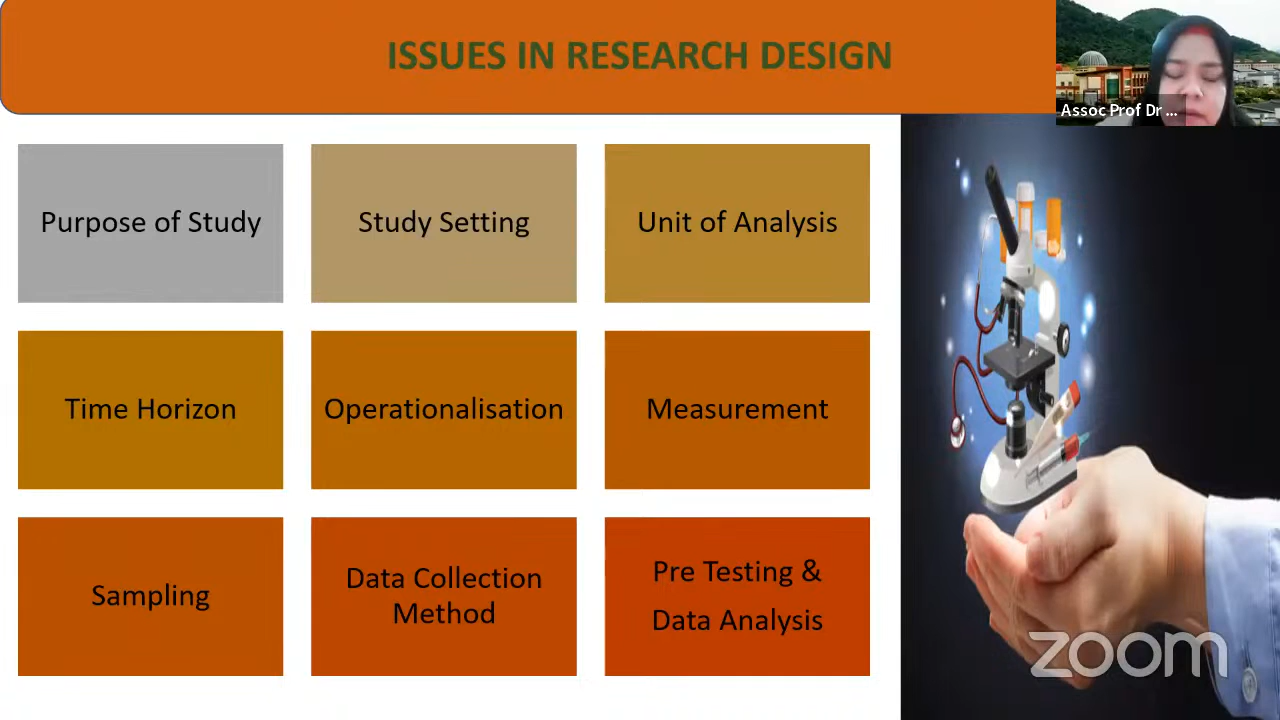 ISSUES IN RESEARCH DESIGN
Assoc Prof Dr ...
Purpose of Study
Study Setting
Unit of Analysis
Time Horizon
Operationalisation
Measurement
Sampling
Data Collection
Method
Pre Testing &
Data Analysis
zoom